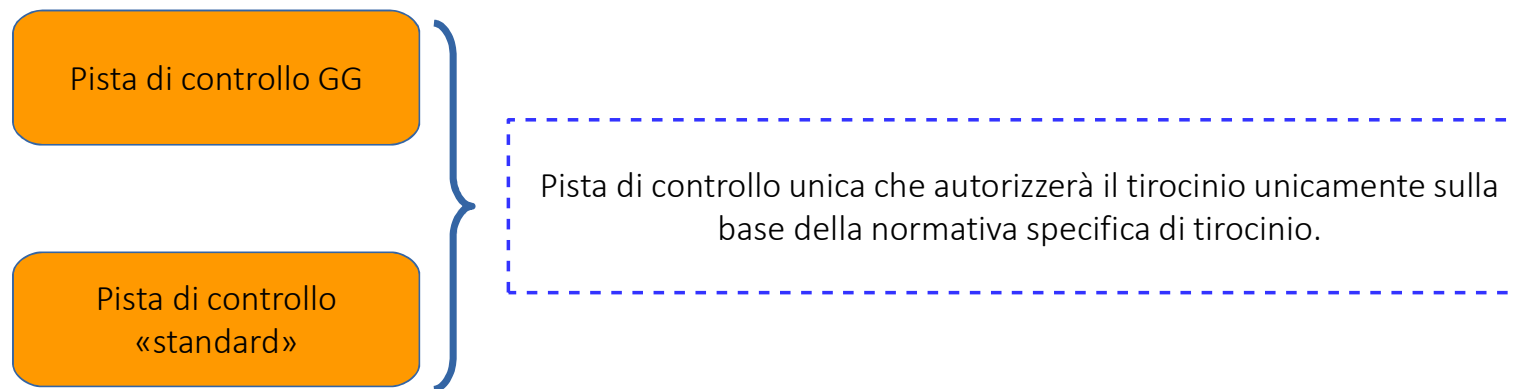 Pista di controllo GG
Pista di controllo unica che autorizzerà il tirocinio unicamente sulla
base della normativa specifica di tirocinio.
Pista di controllo
«standard»